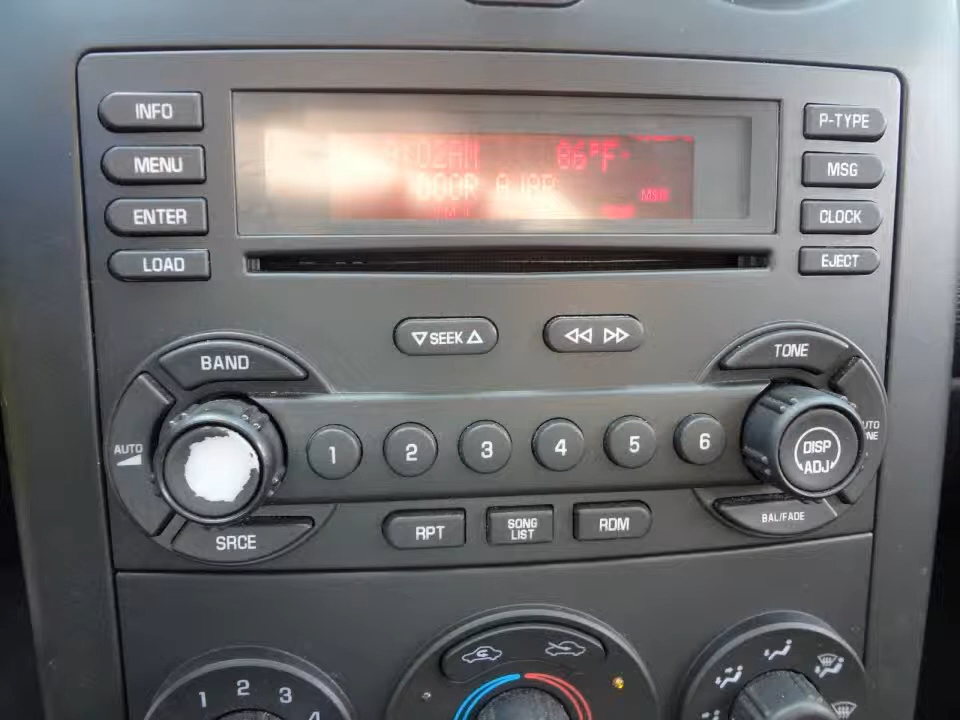 INFO
MENU
ENTER
LOAD
86°F
DOOR AJAR
MSG
P-TYPE
MSG
CLOCK
EJECT
SEEK
BAND
TONE
AUTO
1 2 3 4 5 6
DISP
ADJ
SRCE
RPT
SONG
LIST
RDM
BAL/FADE
1 2 3 4